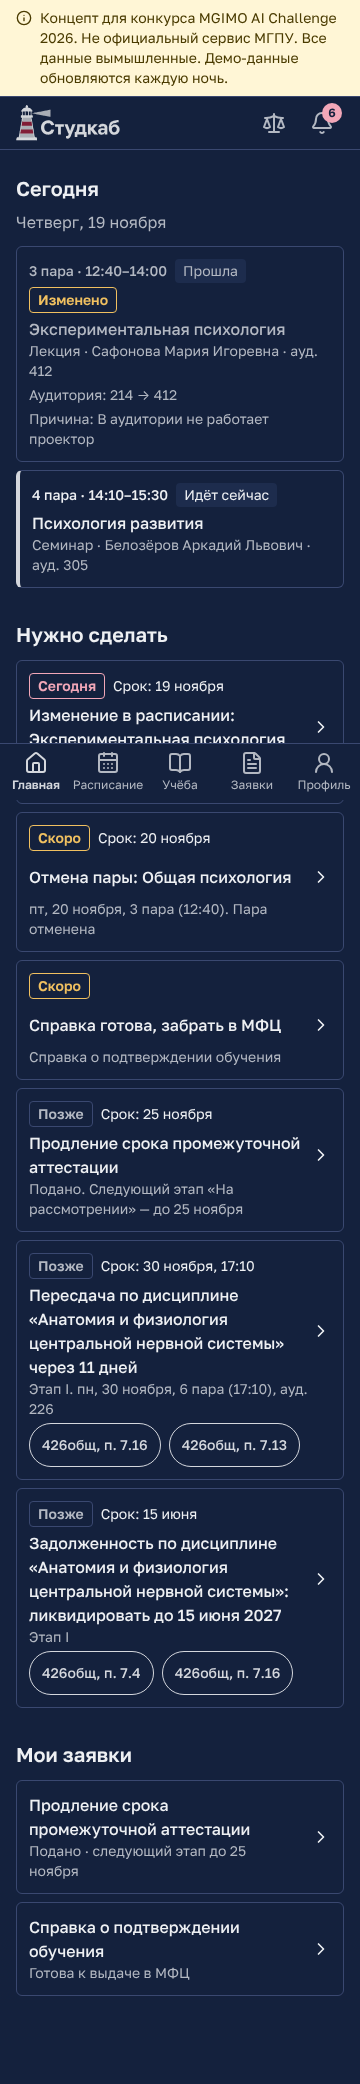 Концепт для конкурса MGIMO AI Challenge
2026. Не официальный сервис МГПУ. Все
данные вымышленные. Демо-данные
обновляются каждую ночь.
Студкаб
6
Сегодня
Четверг, 19 ноября
3 пара · 12:40–14:00 Прошла
Изменено
Экспериментальная психология
Лекция · Сафонова Мария Игоревна · ауд.
412
Аудитория: 214 → 412
Причина: В аудитории не работает
проектор
4 пара · 14:10–15:30 Идёт сейчас
Психология развития
Семинар · Белозёров Аркадий Львович ·
ауд. 305
Нужно сделать
Сегодня Срок: 19 ноября
Изменение в расписании:
Экспериментальная психология
Главная Расписание Учёба Заявки Профиль
Скоро Срок: 20 ноября
Отмена пары: Общая психология
пт, 20 ноября, 3 пара (12:40). Пара
отменена
Скоро
Справка готова, забрать в МФЦ
Справка о подтверждении обучения
Позже Срок: 25 ноября
Продление срока промежуточной
аттестации
Подано. Следующий этап «На
рассмотрении» — до 25 ноября
Позже Срок: 30 ноября, 17:10
Пересдача по дисциплине
«Анатомия и физиология
центральной нервной системы»
через 11 дней
Этап I. пн, 30 ноября, 6 пара (17:10), ауд.
226
426общ, п. 7.16 426общ, п. 7.13
Позже Срок: 15 июня
Задолженность по дисциплине
«Анатомия и физиология
центральной нервной системы»:
ликвидировать до 15 июня 2027
Этап I
426общ, п. 7.4 426общ, п. 7.16
Мои заявки
Продление срока
промежуточной аттестации
Подано · следующий этап до 25
ноября
Справка о подтверждении
обучения
Готова к выдаче в МФЦ